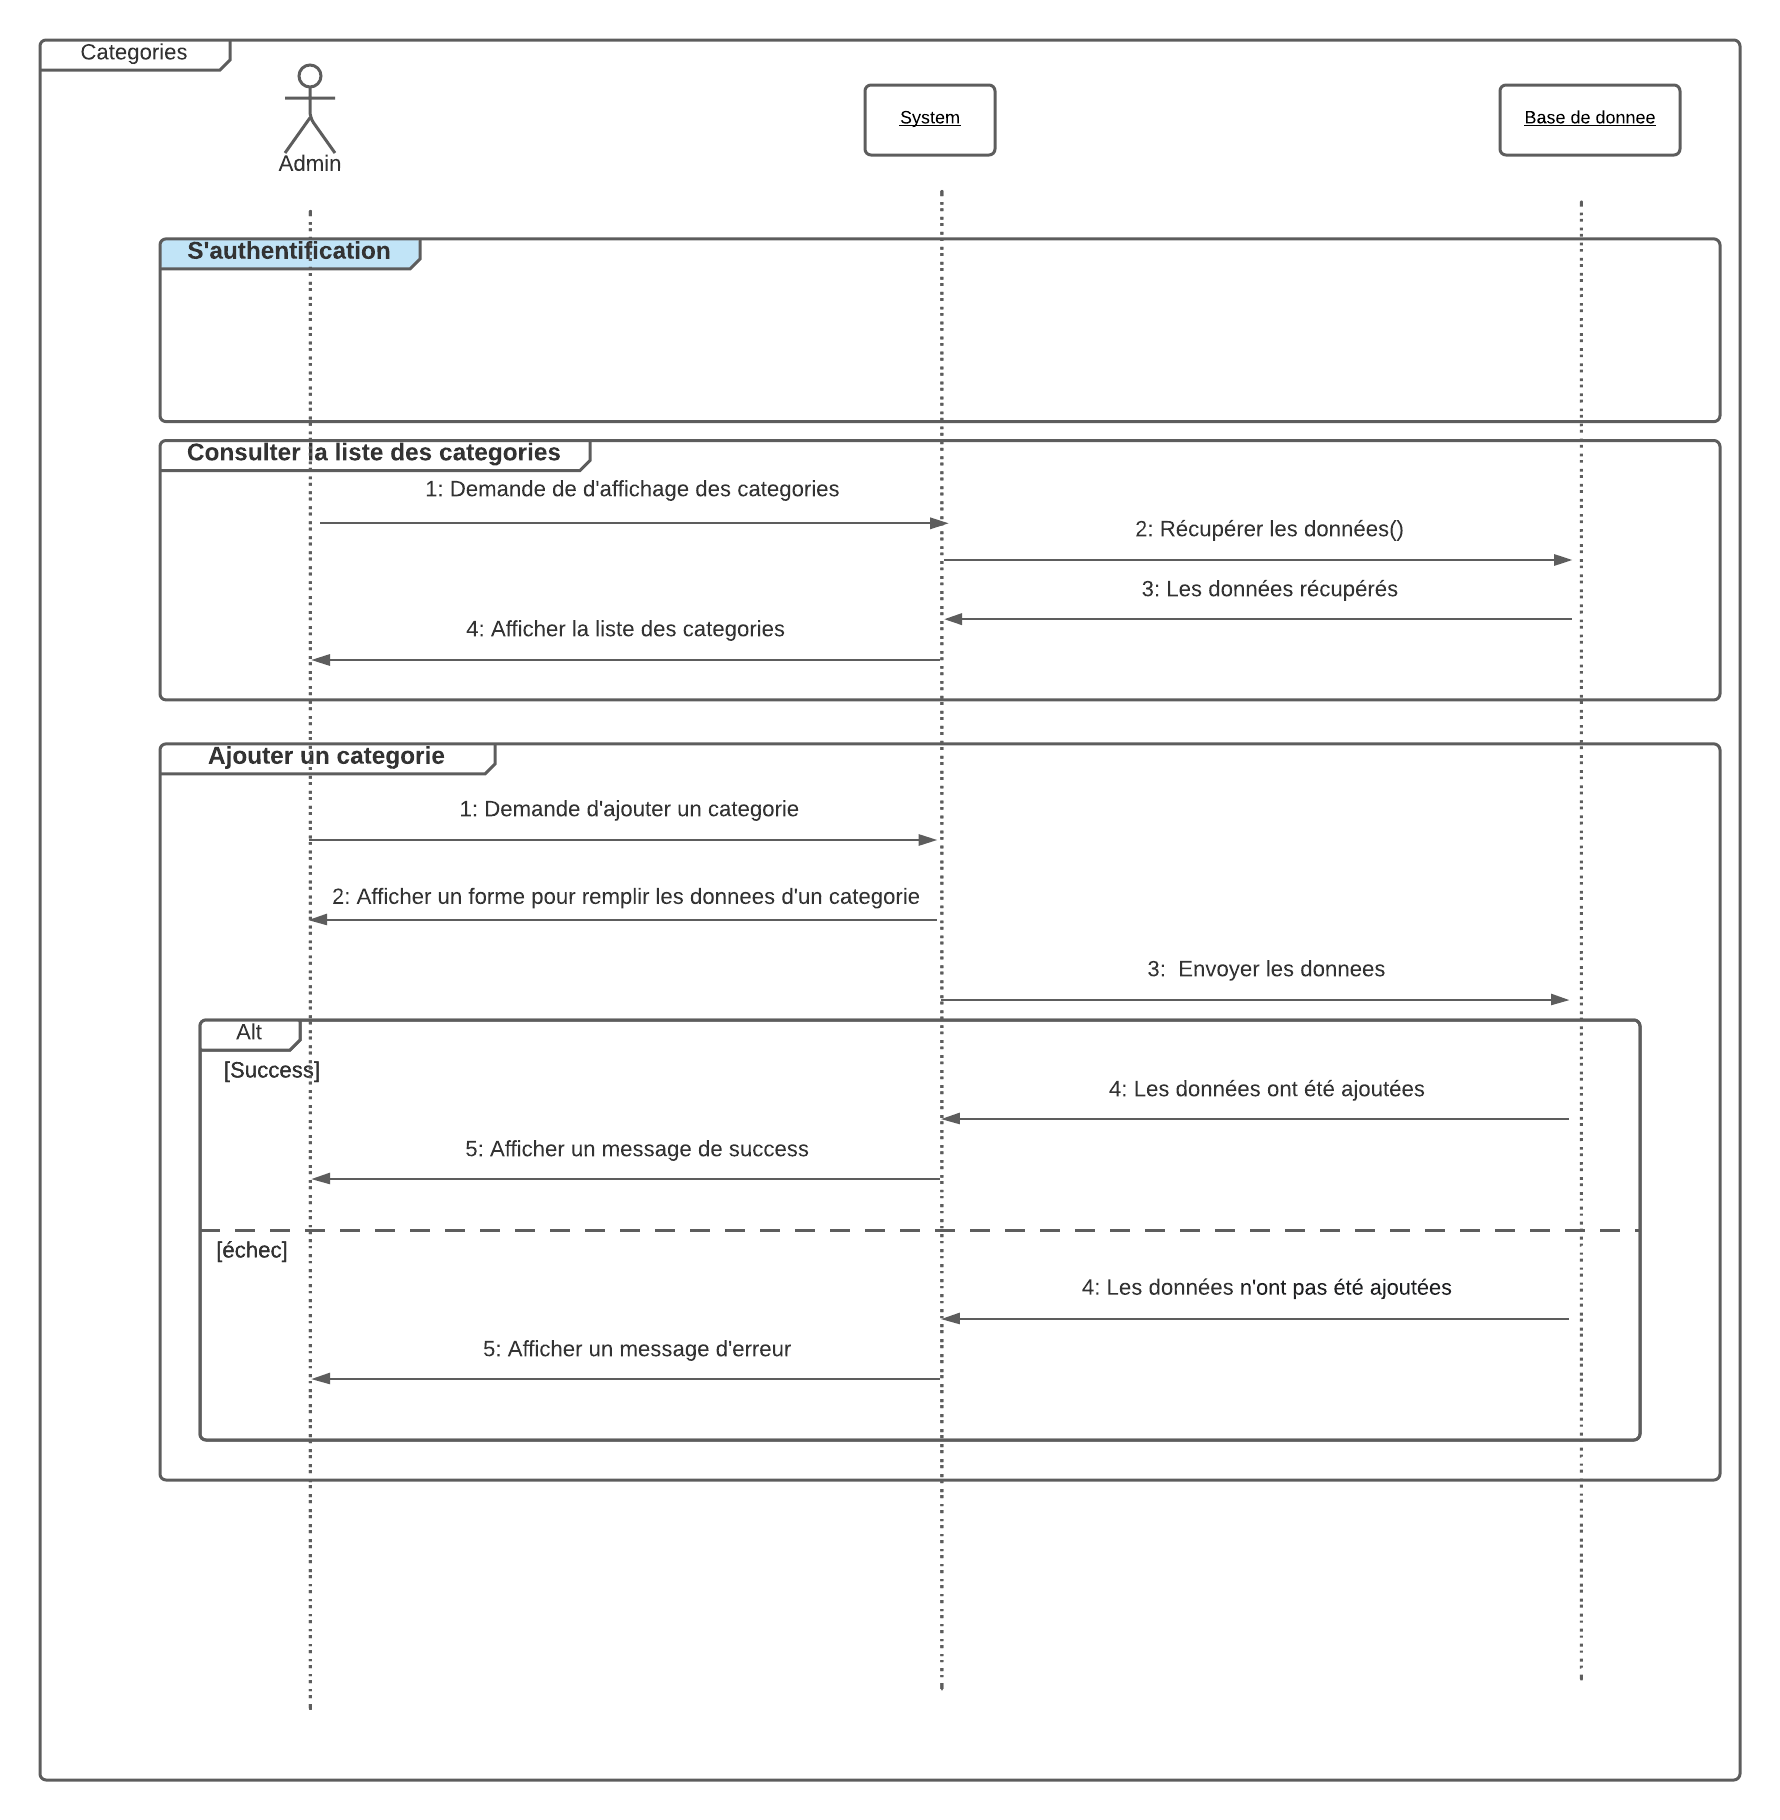 Categories
Admin
System
Base de donnee
S'authentification
Consulter la liste des categories
1: Demande de d'affichage des categories
2: Récupérer les données()
3: Les données récupérés
4: Afficher la liste des categories
Ajouter un categorie
1: Demande d'ajouter un categorie
2: Afficher un forme pour remplir les donnees d'un categorie
3:  Envoyer les donnees
Alt
[Success]
4: Les données ont été ajoutées
5: Afficher un message de success
[échec]
4: Les données n'ont pas été ajoutées
5: Afficher un message d'erreur